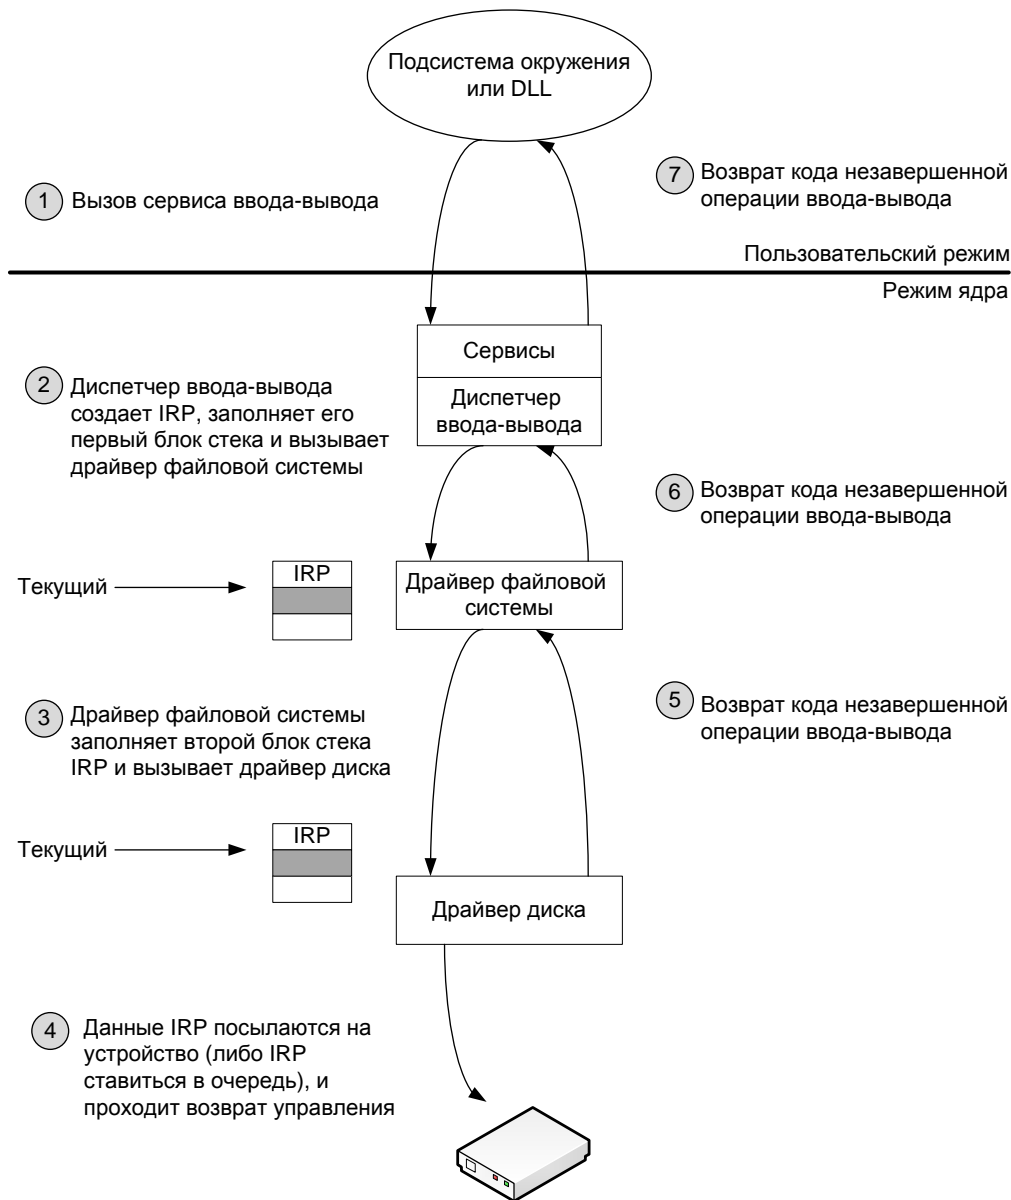 Подсистема окружения
или DLL
1
Вызов сервиса ввода-вывода
7
Возврат кода незавершенной
операции ввода-вывода
Пользовательский режим
Режим ядра
Сервисы
Диспетчер
ввода-вывода
2
Диспетчер ввода-вывода
создает IRP, заполняет его
первый блок стека и вызывает
драйвер файловой системы
6
Возврат кода незавершенной
операции ввода-вывода
Текущий
IRP
Драйвер файловой
системы
3
Драйвер файловой системы
заполняет второй блок стека
IRP и вызывает драйвер диска
5
Возврат кода незавершенной
операции ввода-вывода
Текущий
IRP
Драйвер диска
4
Данные IRP посылаются на
устройство (либо IRP
ставиться в очередь), и
проходит возврат управления